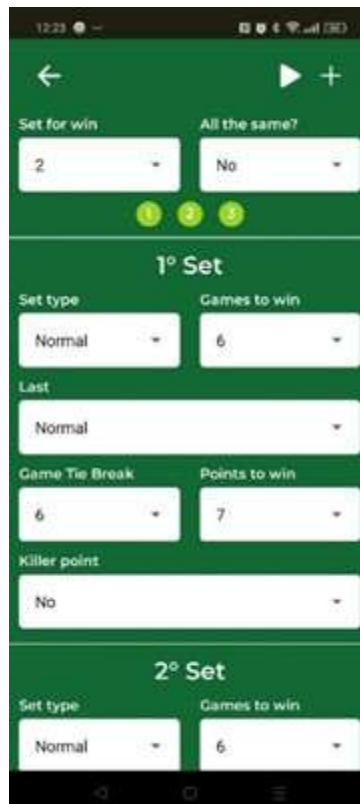 12:23
Set for win All the same?
2 No
1 2 3
1° Set
Set type Games to win
Normal 6
Last
Normal
Game Tie Break Points to win
6 7
Killer point
No
2° Set
Set type Games to win
Normal 6